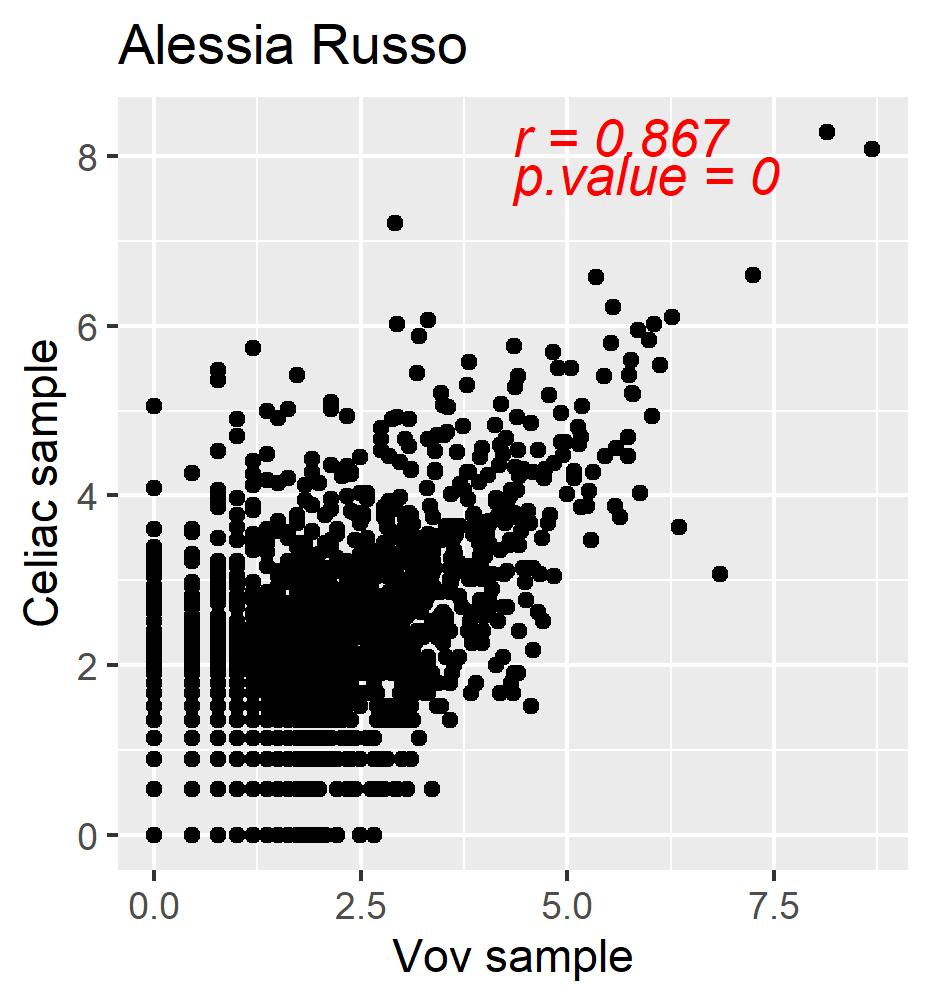 Alessia Russo
r = 0.867
p.value = 0
8
6
4
2
0
Celiac sample
0.0 2.5 5.0 7.5
Vov sample